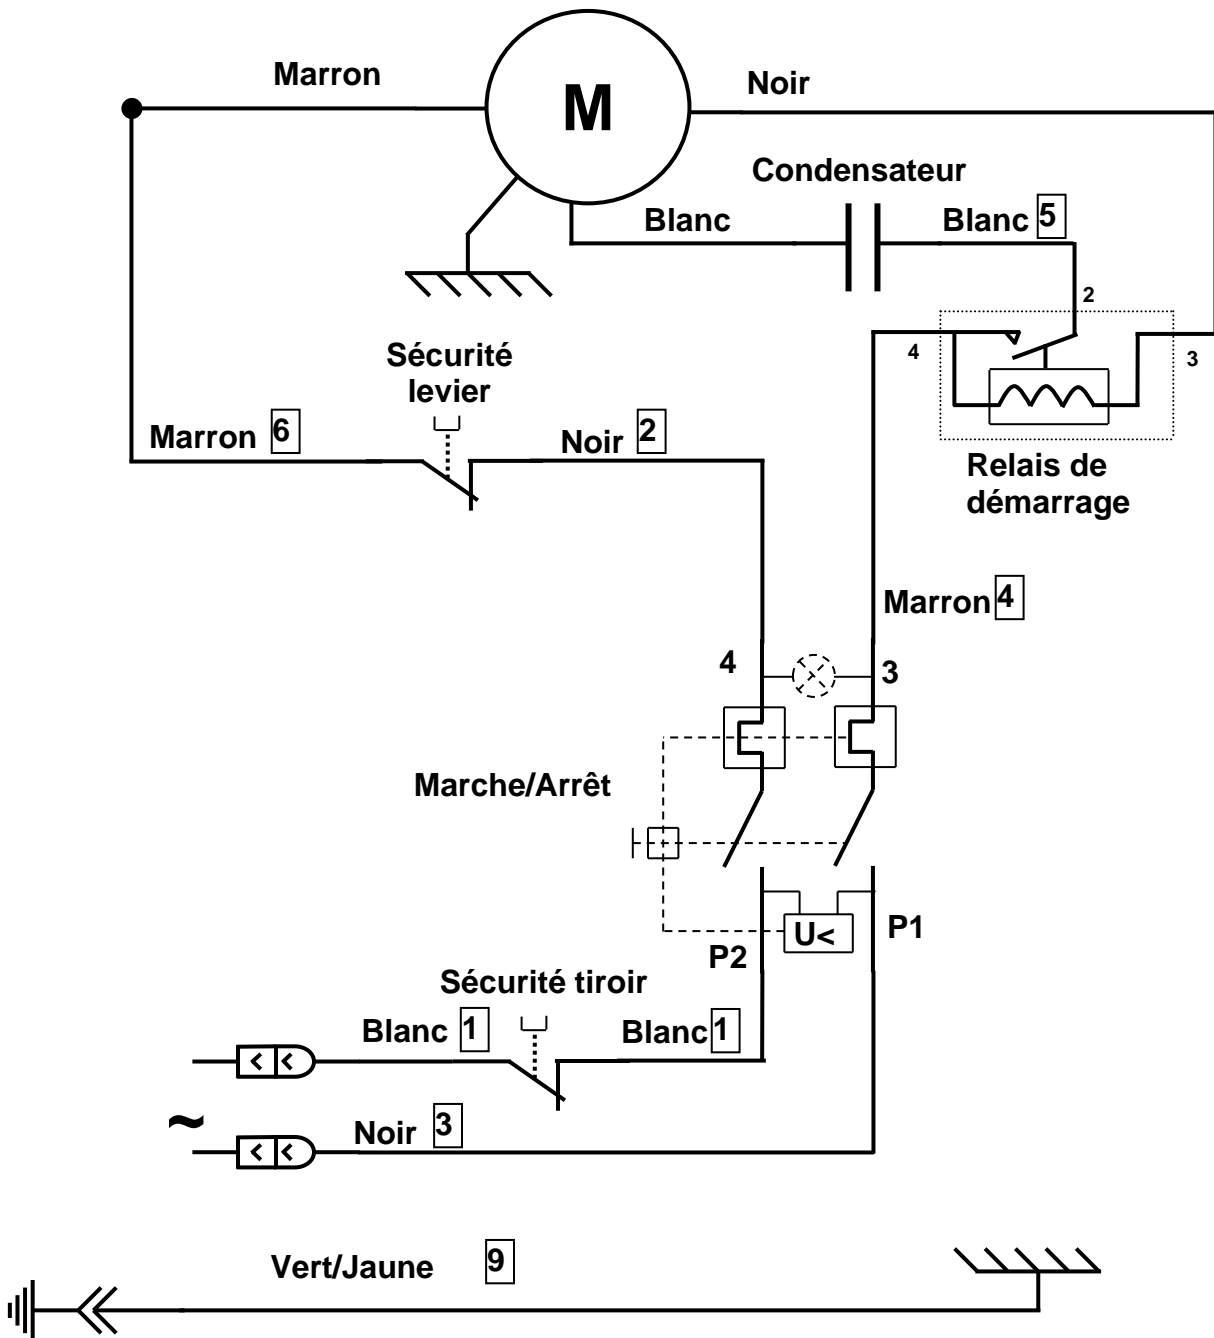 Marron
M
Noir
Condensateur
Blanc
Blanc 5
2
4
3
Sécurité
levier
Marron 6
Noir 2
Relais de
démarrage
Marron 4
4
3
Marche/Arrêt
U<
P1
P2
Sécurité tiroir
Blanc 1
Blanc 1
~
Noir 3
Vert/Jaune 9